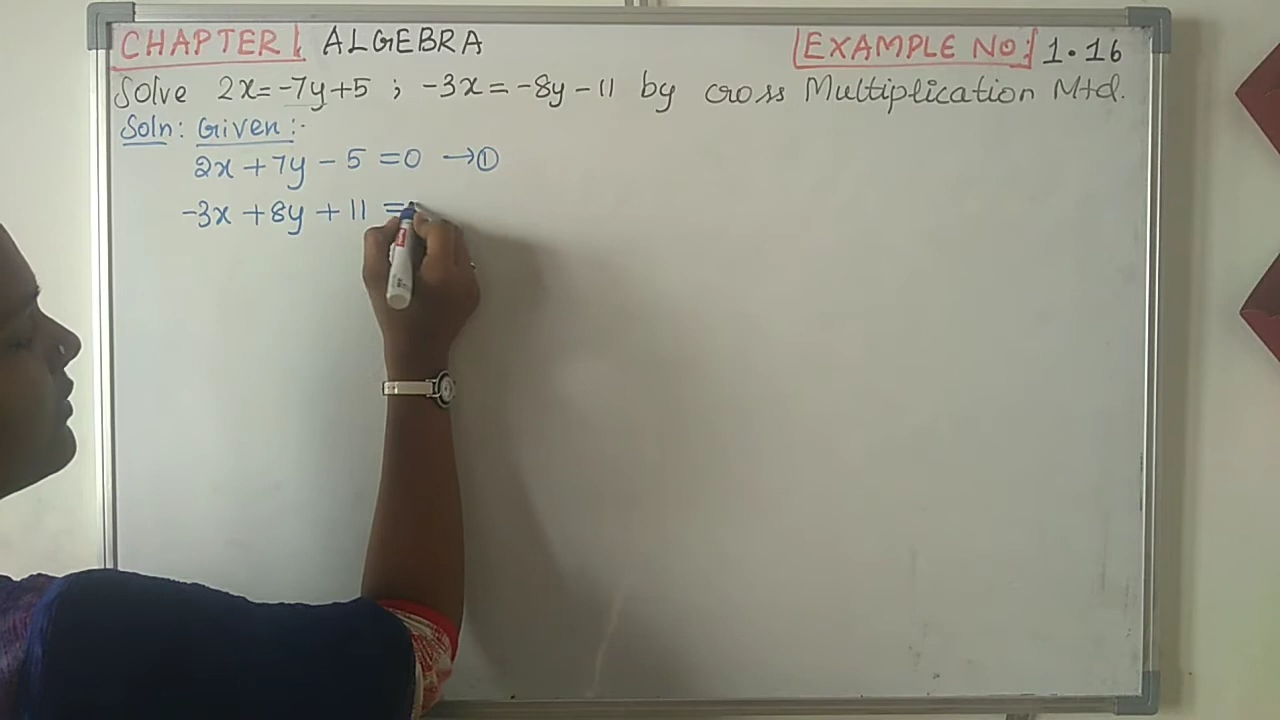 CHAPTER 1. ALGEBRA EXAMPLE NO: 1.16
Solve 2x=-7y+5 ; -3x=-8y-11 by cross Multiplication Mtd.
Soln: Given:-
2x+7y-5=0 →①
-3x+8y+11=